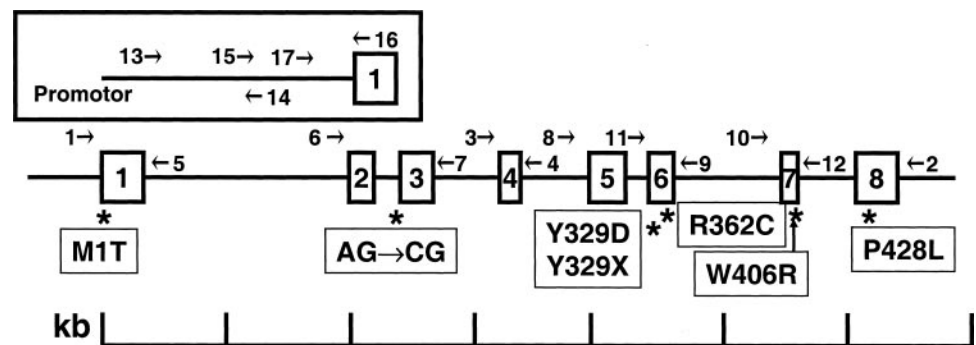 13→ 15→ 17→ ←16
1
Promotor ←14
1→ 6→ 3→ 8→ 11→ 10→
1 ←5 2 3 ←7 4 ←4 5 6 ←9 7 ←12 8 ←2
* * * * * *
M1T AG→CG Y329D R362C P428L
Y329X W406R
kb